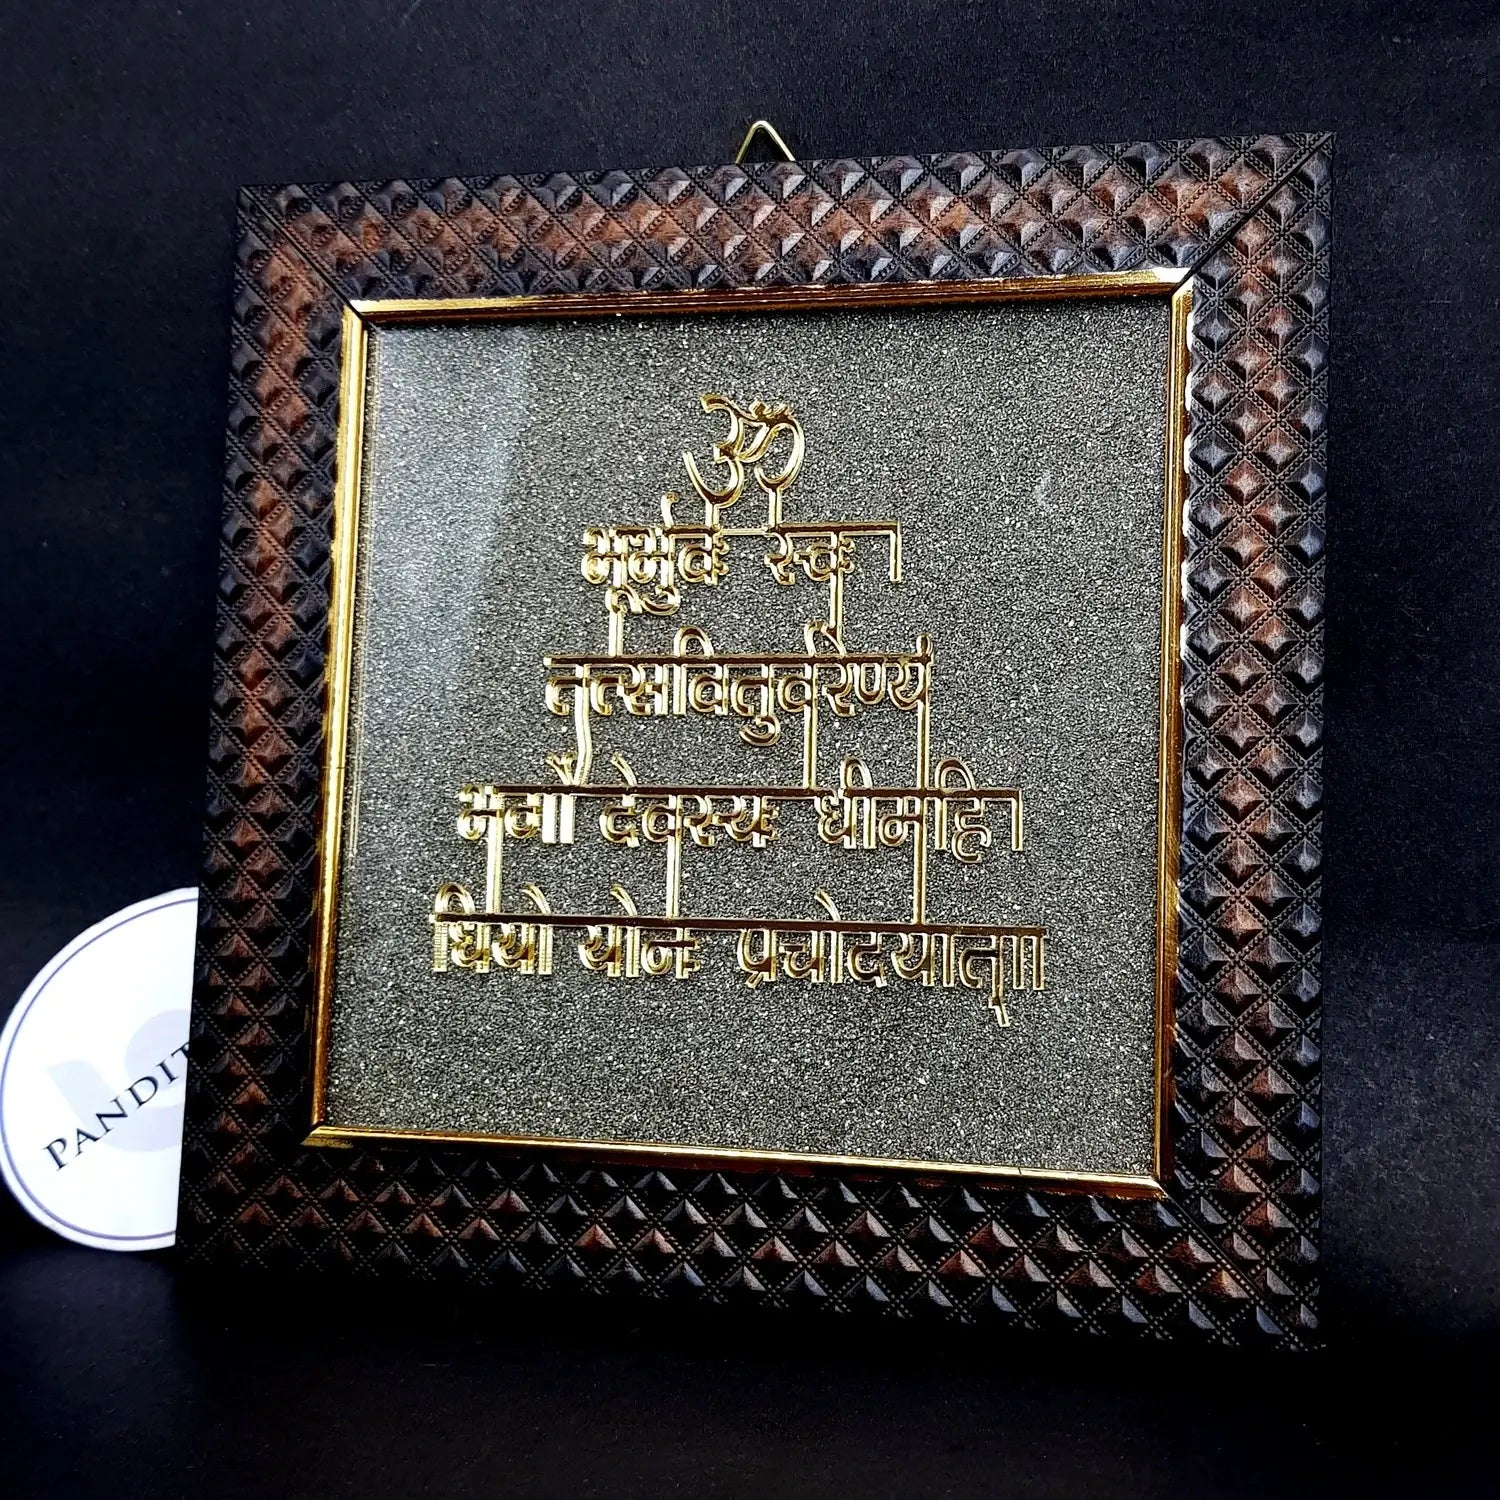 ॐ
भूर्भुवः स्वः।
तत्सवितुर्वरेण्यं
भर्गो देवस्यः धीमहि।
धियो योनः प्रचोदयात्॥
PANDIT